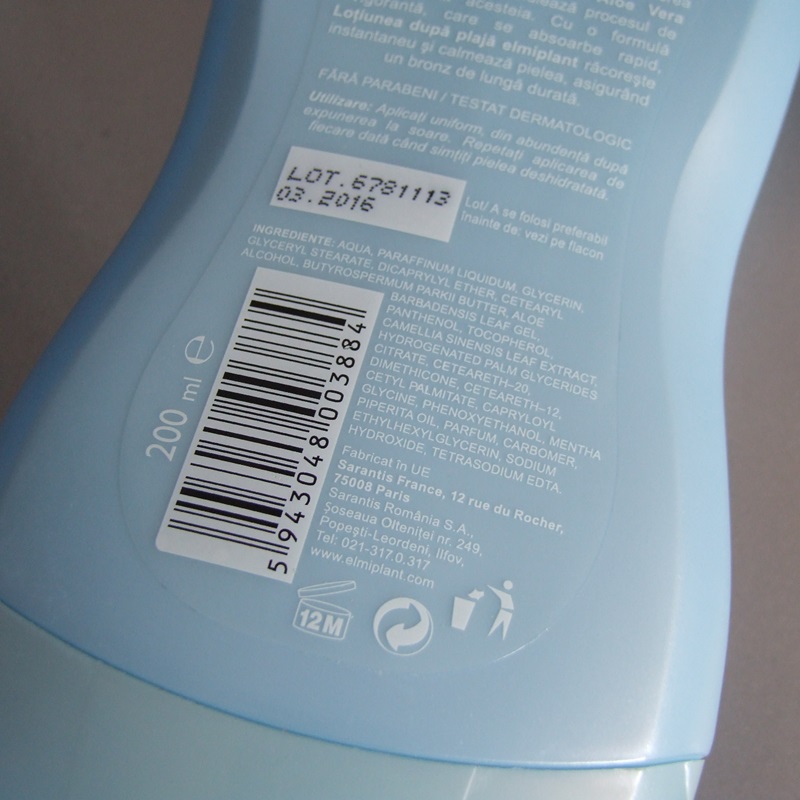 Aloe Vera
acesteia. Cu o formulă
care se absoarbe rapid,
Loțiunea după plajă elmiplant răcorește
instantaneu și calmează pielea, asigurând
un bronz de lungă durată.
FĂRĂ PARABENI / TESTAT DERMATOLOGIC
Utilizare: Aplicați uniform, din abundență după
expunerea la soare. Repetați aplicarea de
fiecare dată când simțiți pielea deshidratată.
LOT.6781113
03.2016
Lot/ A se folosi preferabil
înainte de: vezi pe flacon
INGREDIENTE: AQUA, PARAFFINUM LIQUIDUM, GLYCERIN,
GLYCERYL STEARATE, DICAPRYLYL ETHER, CETEARYL
ALCOHOL, BUTYROSPERMUM PARKII BUTTER, ALOE
BARBADENSIS LEAF GEL,
PANTHENOL, TOCOPHEROL,
CAMELLIA SINENSIS LEAF EXTRACT,
HYDROGENATED PALM GLYCERIDES
CITRATE, CETEARETH-20,
DIMETHICONE, CETEARETH-12,
CETYL PALMITATE, CAPRYLOYL
GLYCINE, PHENOXYETHANOL, MENTHA
PIPERITA OIL, PARFUM, CARBOMER,
ETHYLHEXYLGLYCERIN, SODIUM
HYDROXIDE, TETRASODIUM EDTA.
200 ml e
5 943048 003884
Fabricat în UE
Sarantis France, 12 rue du Rocher,
75008 Paris
Sarantis România S.A.,
Șoseaua Olteniței nr. 249,
Popești-Leordeni, Ilfov,
Tel: 021-317.0.317
www.elmiplant.com
12M